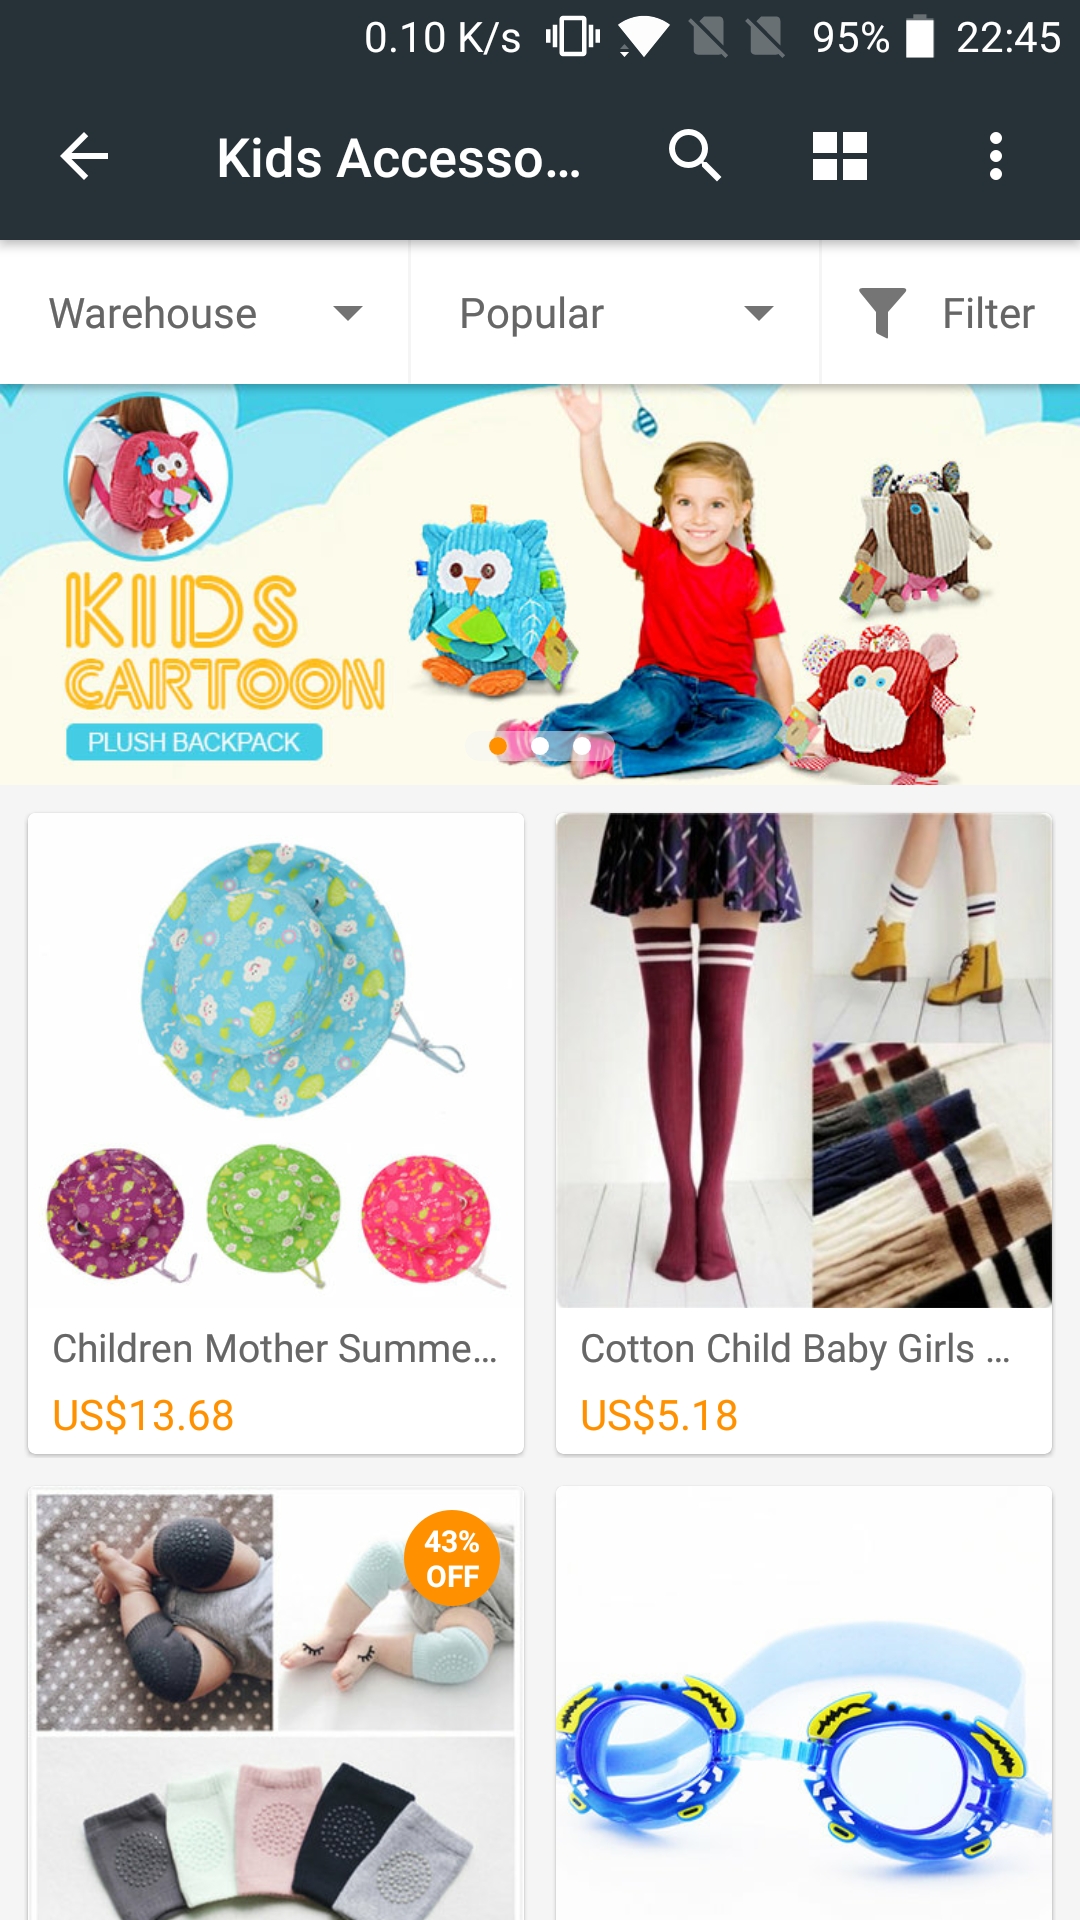 0.10 K/s 95% 22:45
Kids Accesso...
Warehouse Popular Filter
KIDS
CARTOON
PLUSH BACKPACK
Children Mother Summe...
US$13.68
Cotton Child Baby Girls ...
US$5.18
43%
OFF